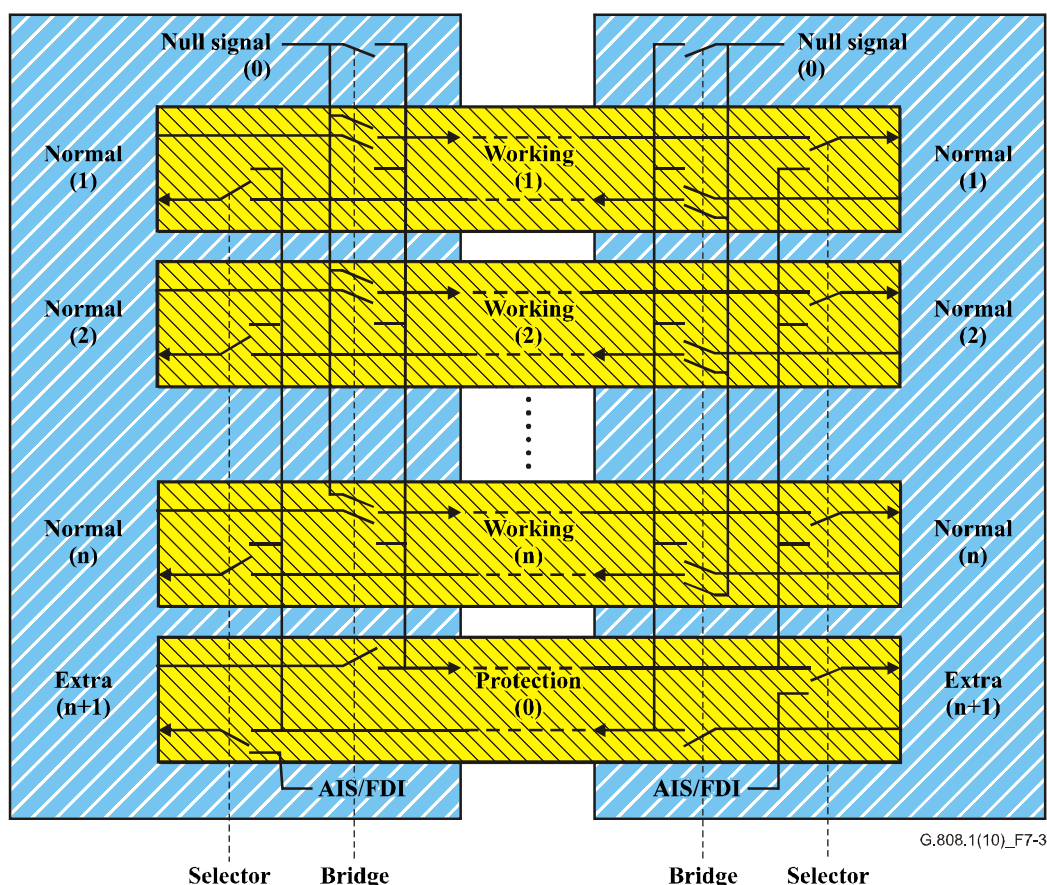 Null signal
(0)
Null signal
(0)
Normal
(1)
Working
(1)
Normal
(1)
Normal
(2)
Working
(2)
Normal
(2)
Normal
(n)
Working
(n)
Normal
(n)
Extra
(n+1)
Protection
(0)
Extra
(n+1)
AIS/FDI
AIS/FDI
G.808.1(10)_F7-3
Selector
Bridge
Bridge
Selector